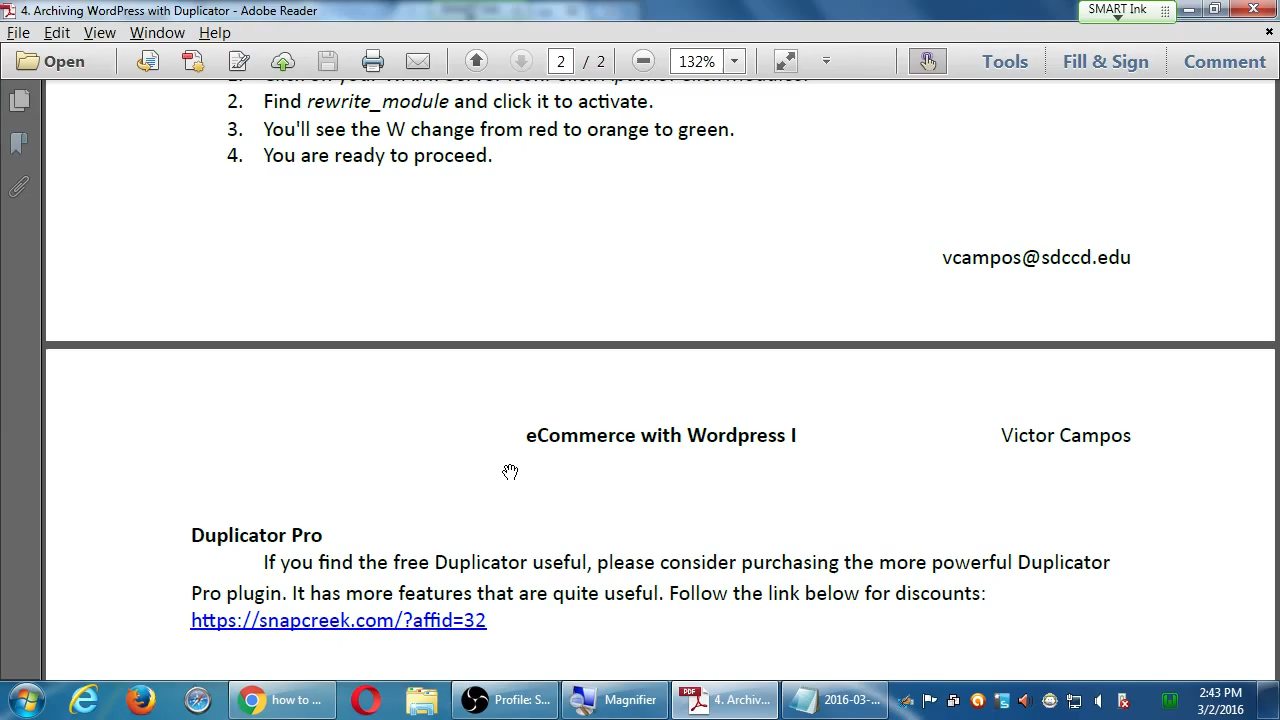 4. Archiving WordPress with Duplicator - Adobe Reader
SMART Ink
File Edit View Window Help
Open
2 / 2
132%
Tools Fill & Sign Comment
2. Find rewrite_module and click it to activate.
3. You'll see the W change from red to orange to green.
4. You are ready to proceed.
vcampos@sdccd.edu
eCommerce with Wordpress I
Victor Campos
Duplicator Pro
If you find the free Duplicator useful, please consider purchasing the more powerful Duplicator
Pro plugin. It has more features that are quite useful. Follow the link below for discounts:
https://snapcreek.com/?affid=32
how to ...
Profile: S...
Magnifier
PDF
4. Archiv...
2016-03-...
2:43 PM
3/2/2016